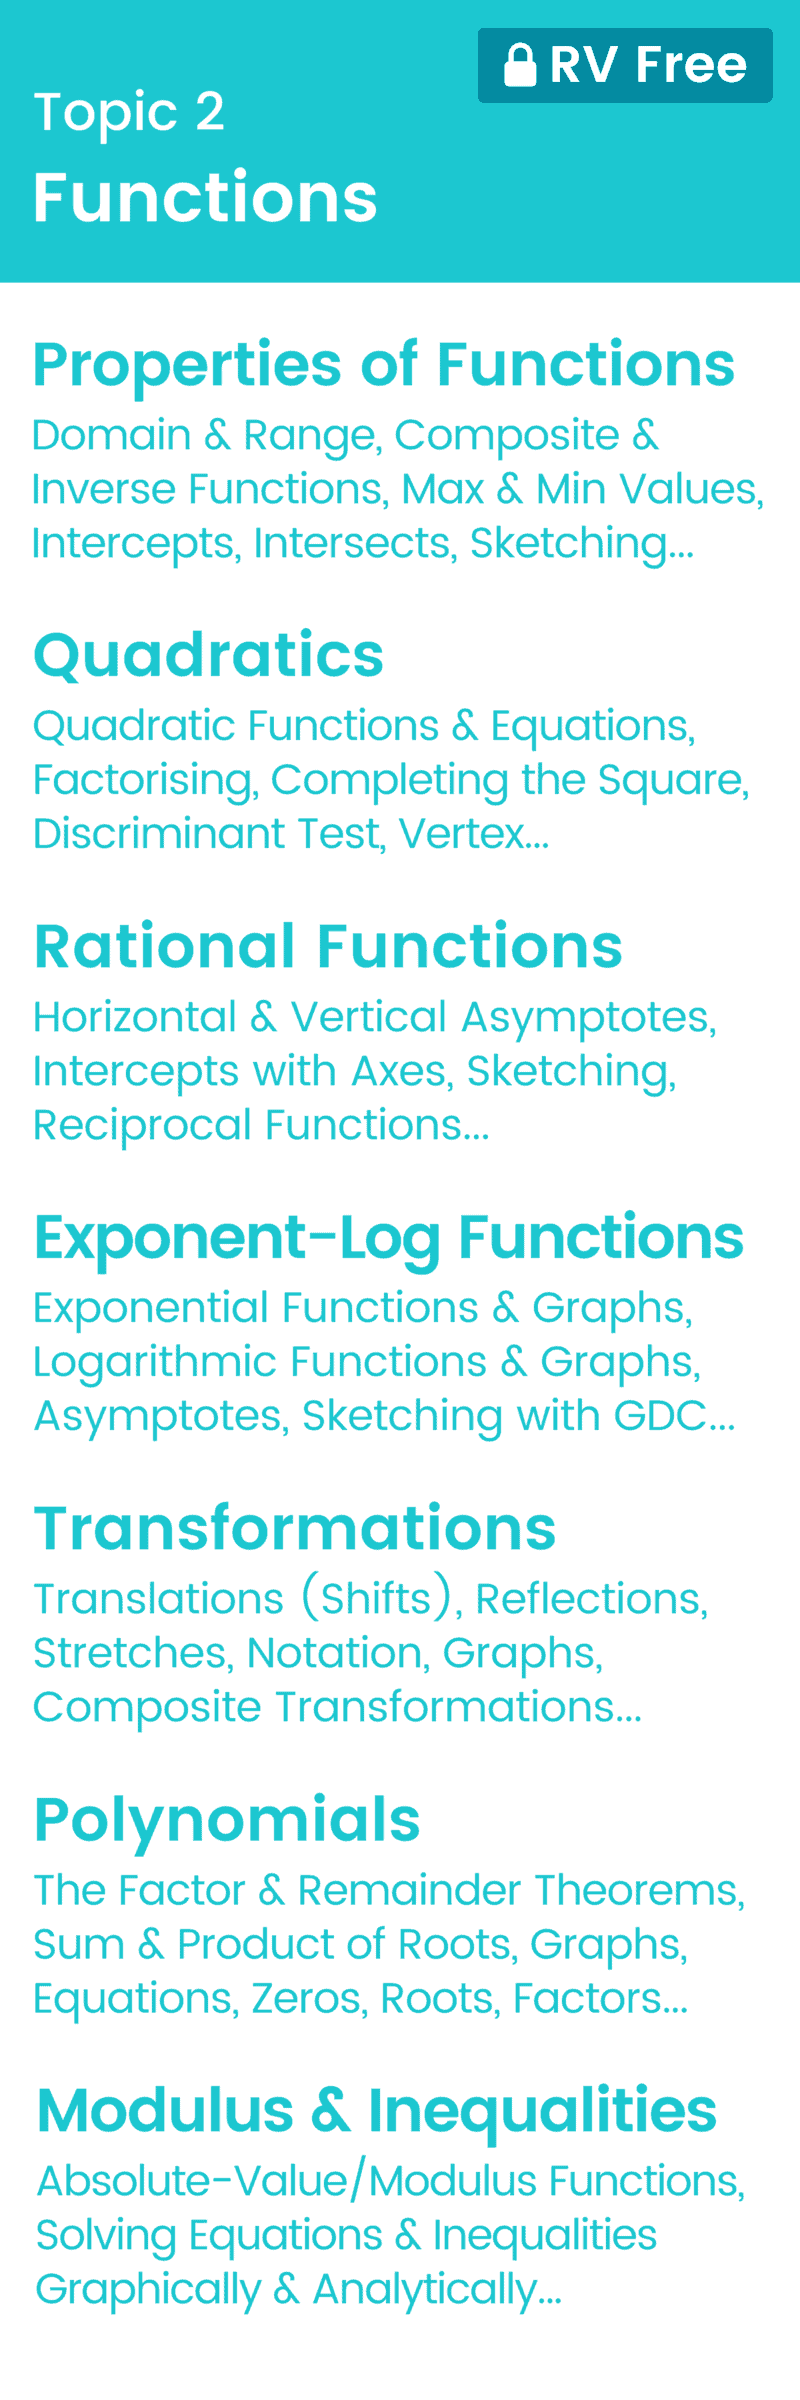 RV Free
Topic 2
Functions
Properties of Functions
Domain & Range, Composite &
Inverse Functions, Max & Min Values,
Intercepts, Intersects, Sketching...
Quadratics
Quadratic Functions & Equations,
Factorising, Completing the Square,
Discriminant Test, Vertex...
Rational Functions
Horizontal & Vertical Asymptotes,
Intercepts with Axes, Sketching,
Reciprocal Functions...
Exponent-Log Functions
Exponential Functions & Graphs,
Logarithmic Functions & Graphs,
Asymptotes, Sketching with GDC...
Transformations
Translations (Shifts), Reflections,
Stretches, Notation, Graphs,
Composite Transformations...
Polynomials
The Factor & Remainder Theorems,
Sum & Product of Roots, Graphs,
Equations, Zeros, Roots, Factors...
Modulus & Inequalities
Absolute-Value/Modulus Functions,
Solving Equations & Inequalities
Graphically & Analytically...